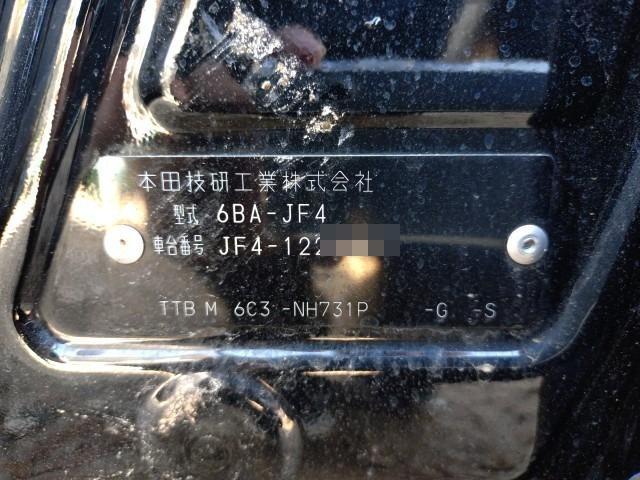 本田技研工業株式会社
型式 6BA-JF4
車台番号 JF4-122
TTB M 6C3 -NH731P -G -S